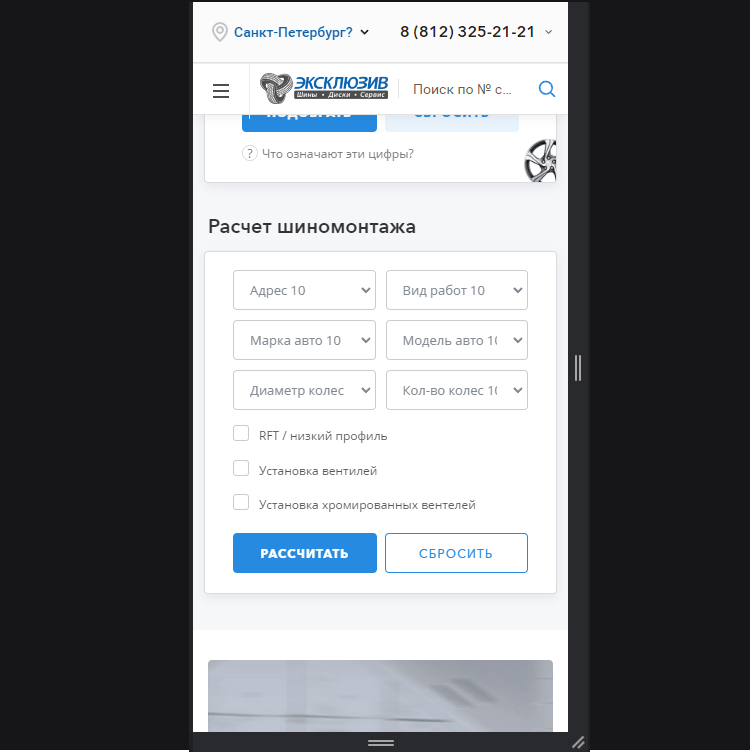 Санкт-Петербург?
8 (812) 325-21-21
ЭКСКЛЮЗИВ
Шины • Диски • Сервис
Поиск по № с...
ПОДОБРАТЬ
СБРОСИТЬ
? Что означают эти цифры?
Расчет шиномонтажа
Адрес 10
Вид работ 10
Марка авто 10
Модель авто 10
Диаметр колес
Кол-во колес 10
RFT / низкий профиль
Установка вентилей
Установка хромированных вентелей
РАССЧИТАТЬ
СБРОСИТЬ